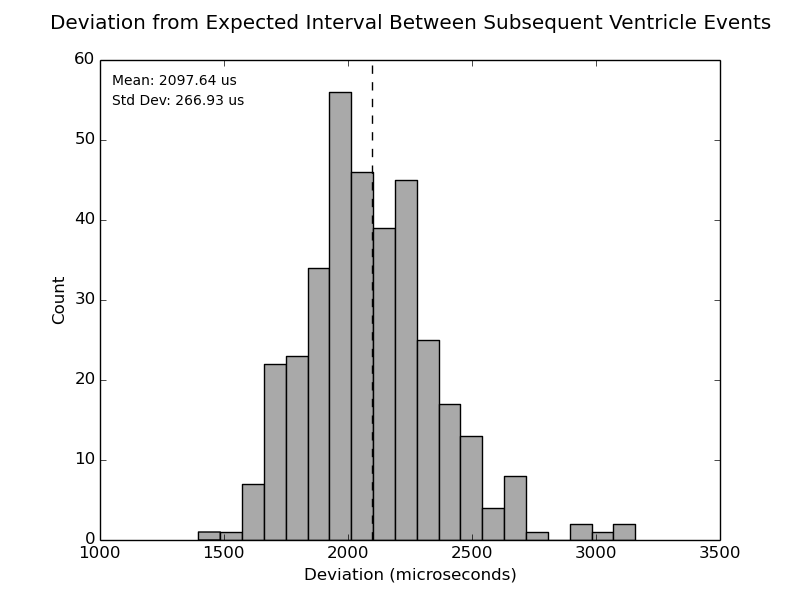 Deviation from Expected Interval Between Subsequent Ventricle Events
60
Mean: 2097.64 us
Std Dev: 266.93 us
50
40
30
20
10
0
Count
1000 1500 2000 2500 3000 3500
Deviation (microseconds)